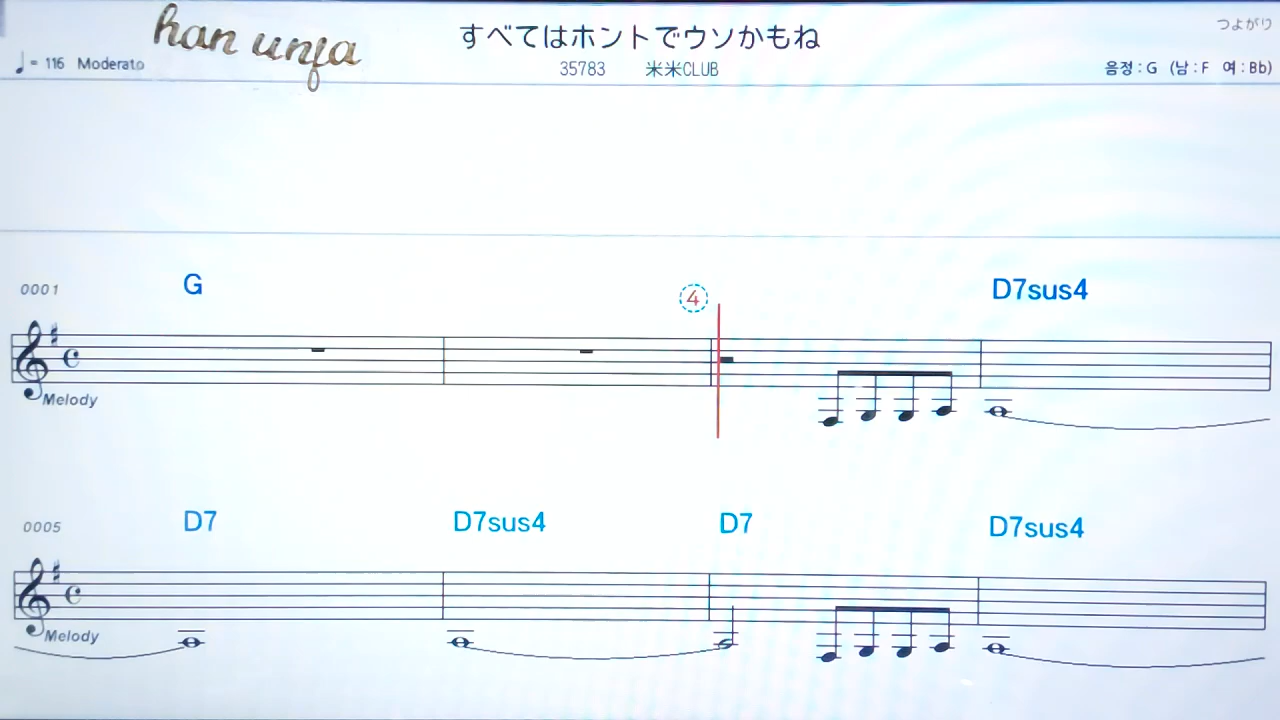 han unfa
すべてはホントでウソかもね
つよがり
♩= 116 Moderato
35783 米米CLUB
음정 : G (남 : F 여 : Bb)
0001 G ④ D7sus4
Melody
0005 D7 D7sus4 D7 D7sus4
Melody